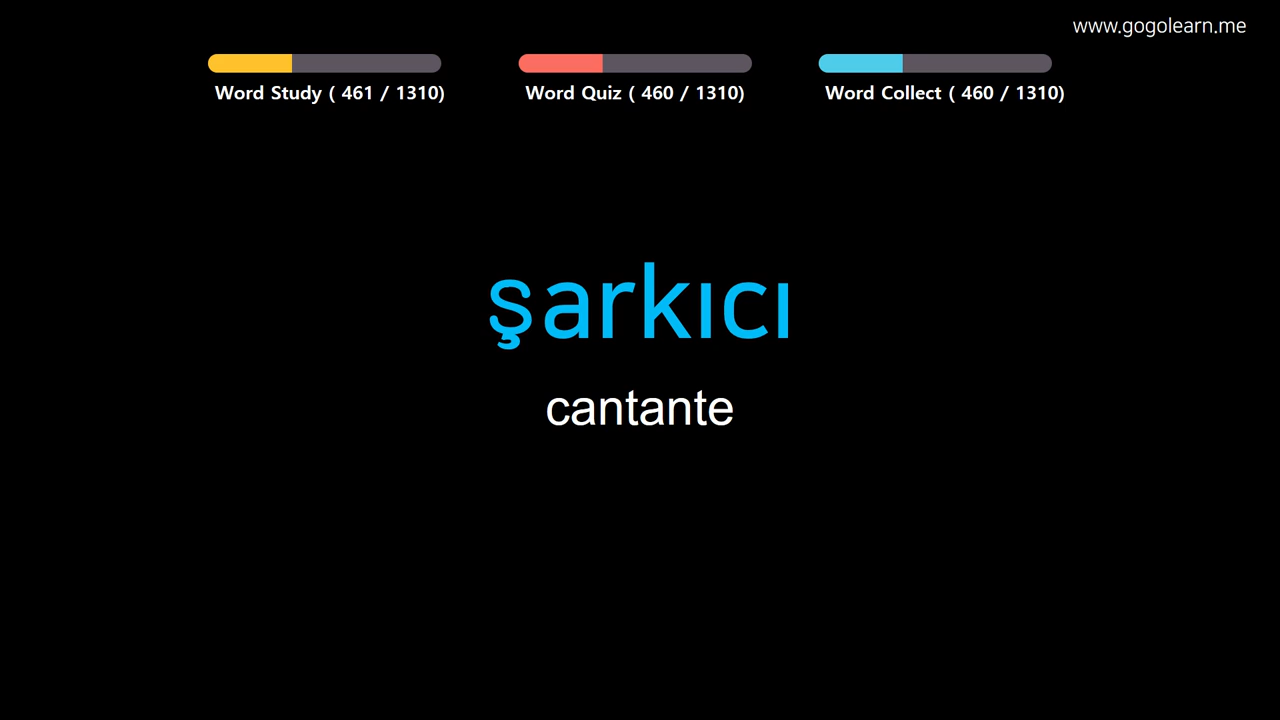 www.gogolearn.me
Word Study ( 461 / 1310)
Word Quiz ( 460 / 1310)
Word Collect ( 460 / 1310)
şarkıcı
cantante